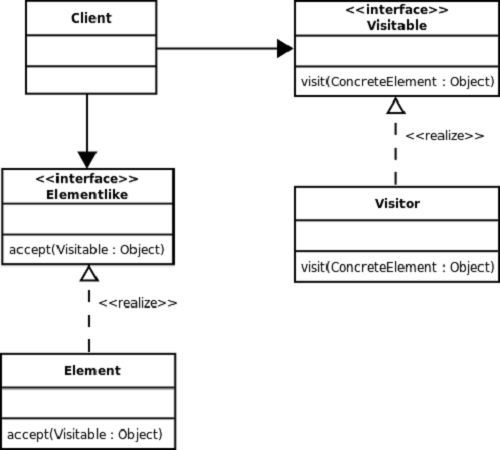 Client
<<interface>>
Visitable
visit(ConcreteElement : Object)
<<realize>>
<<interface>>
Elementlike
accept(Visitable : Object)
Visitor
visit(ConcreteElement : Object)
<<realize>>
Element
accept(Visitable : Object)